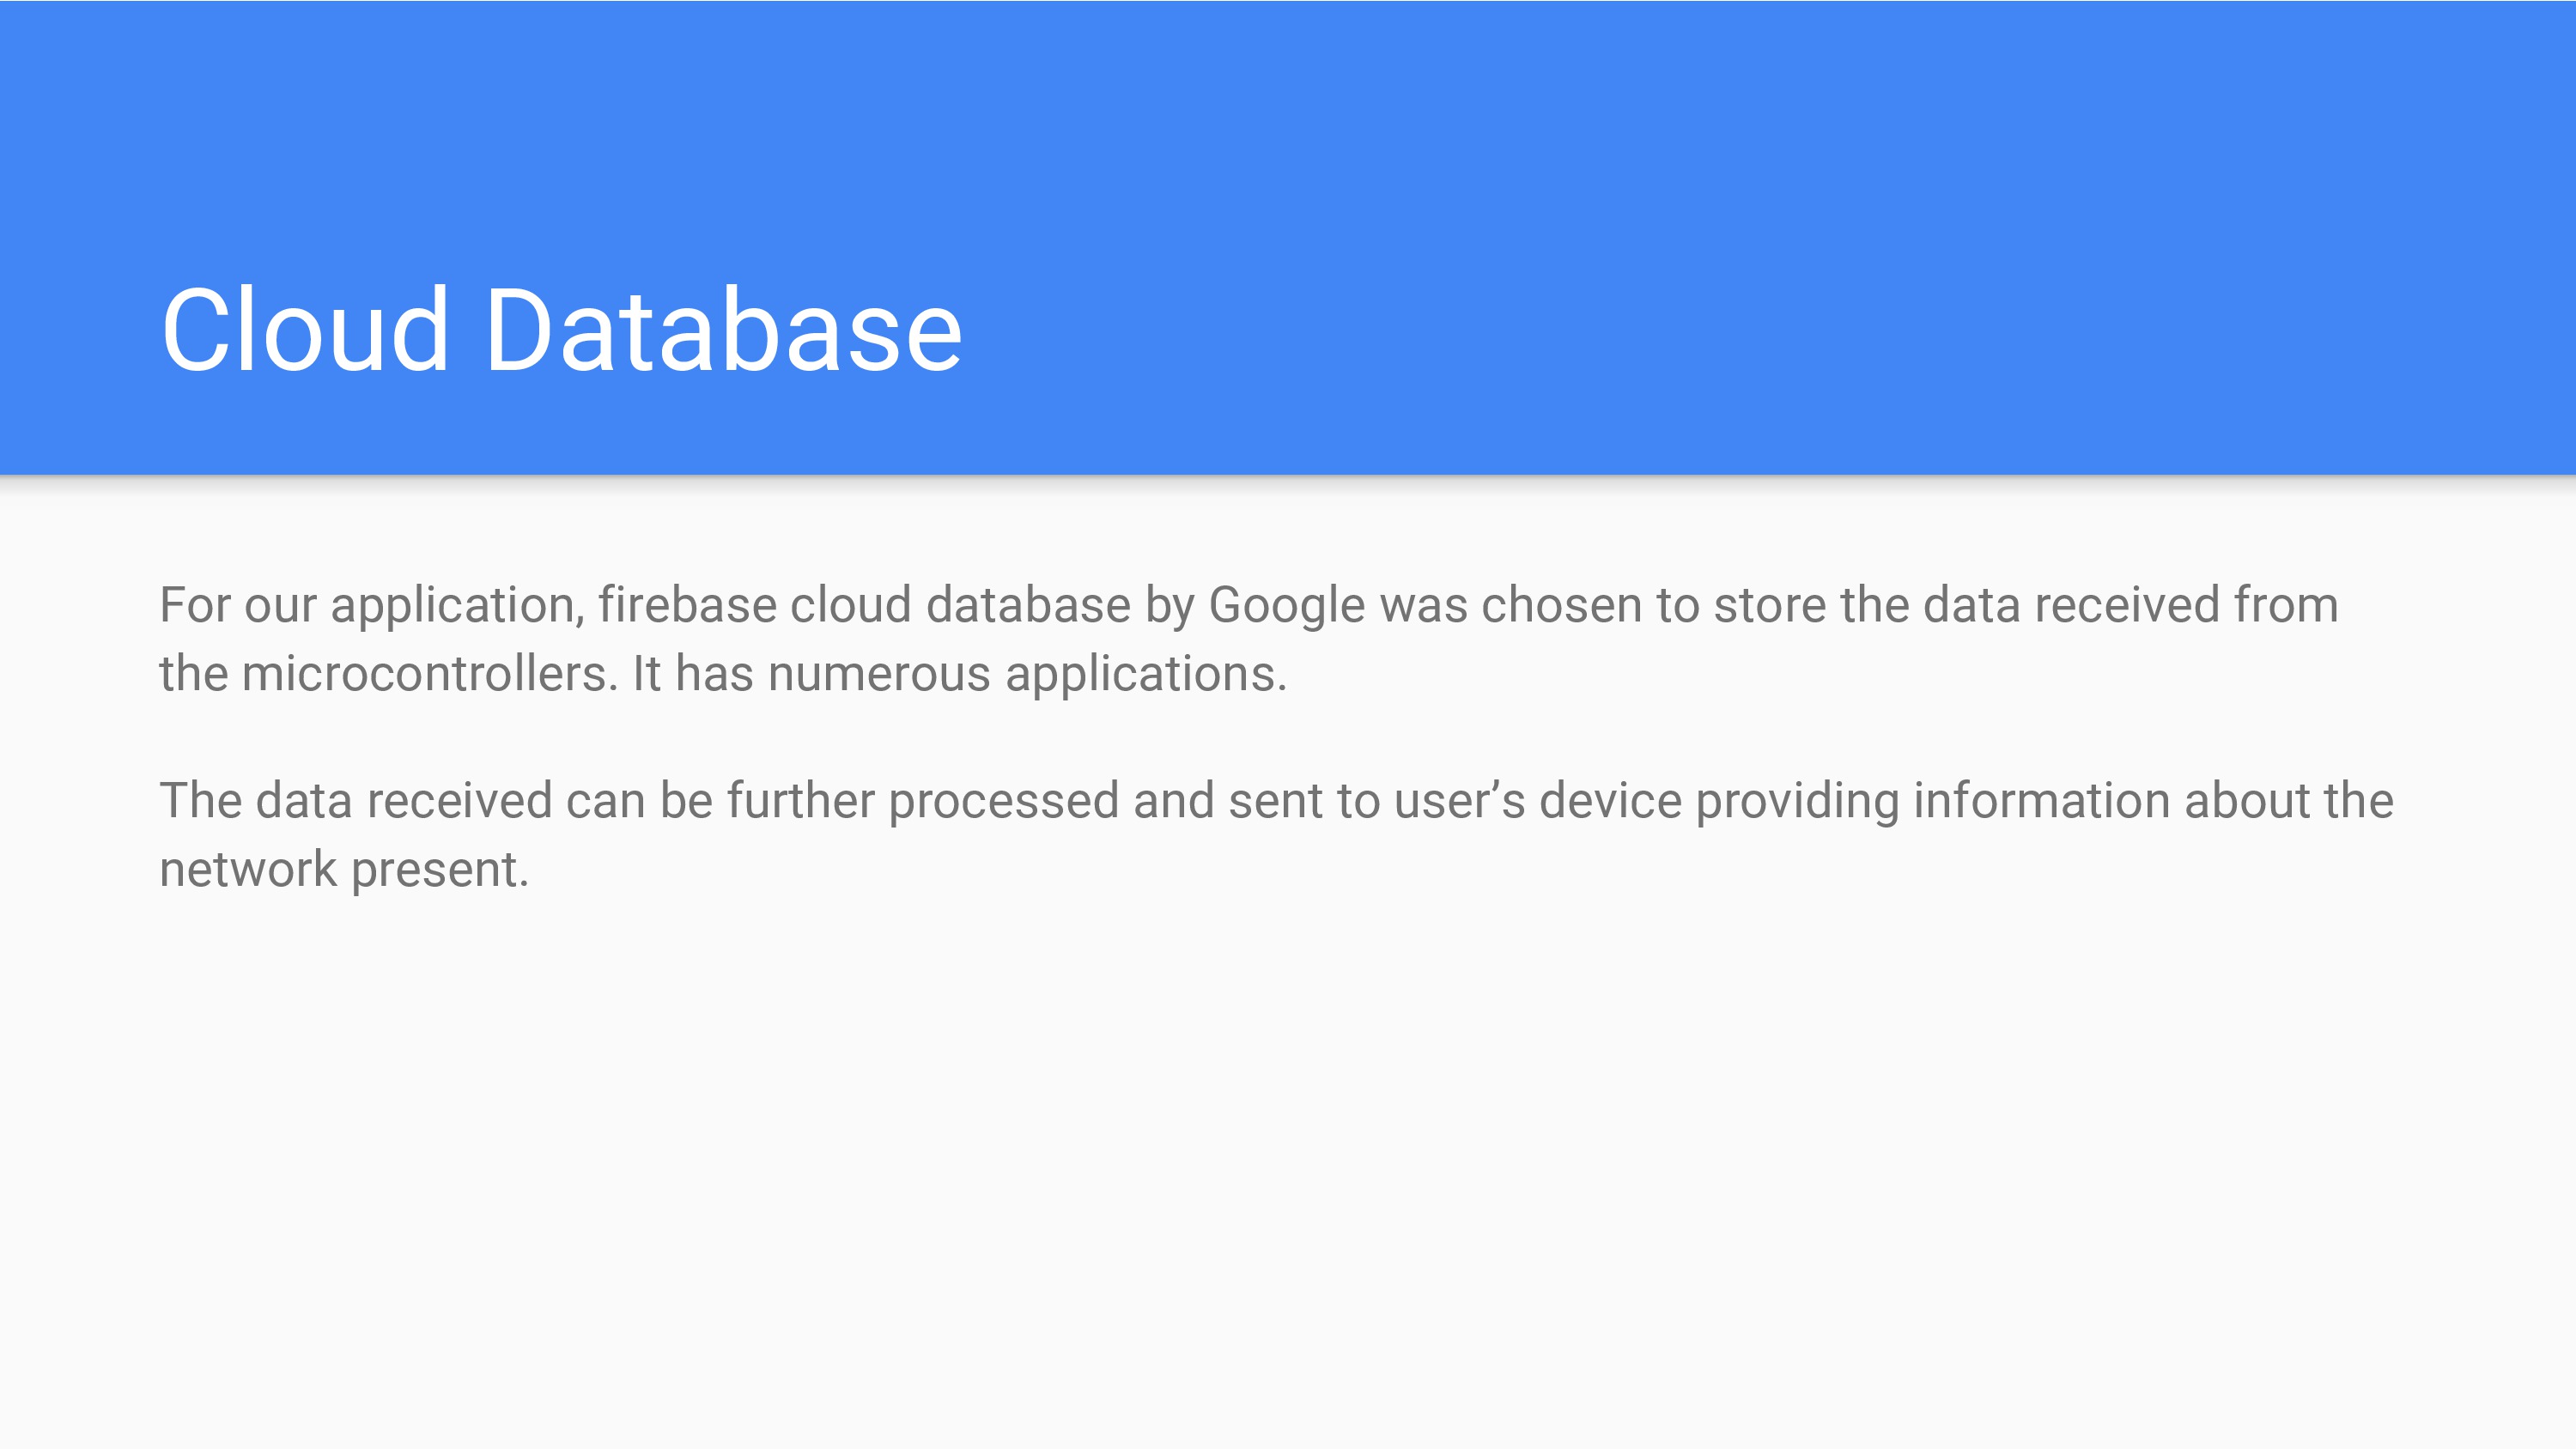 Cloud Database
For our application, firebase cloud database by Google was chosen to store the data received from
the microcontrollers. It has numerous applications.
The data received can be further processed and sent to user’s device providing information about the
network present.